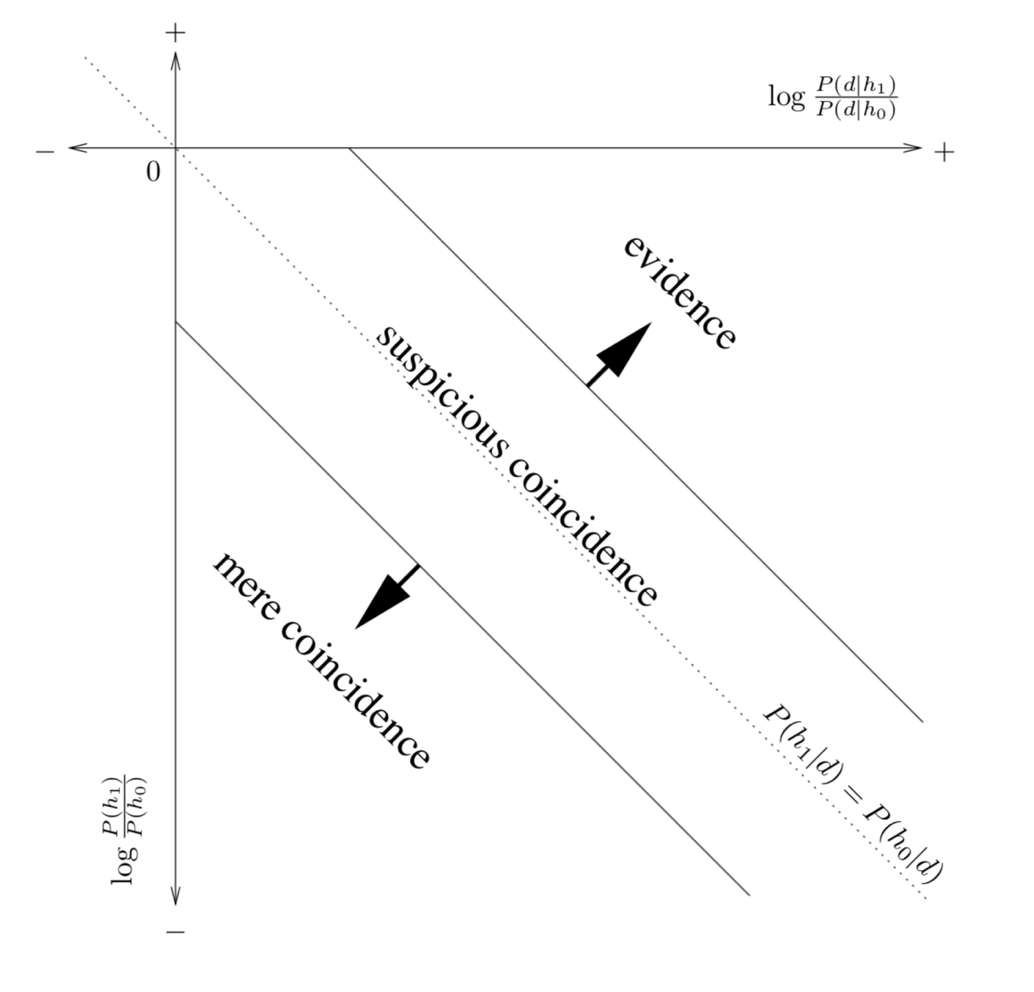 +
log P(d|h₁)/P(d|h₀)
−
+
0
evidence
suspicious coincidence
mere coincidence
P(h₁|d) = P(h₀|d)
log P(h₁)/P(h₀)
−